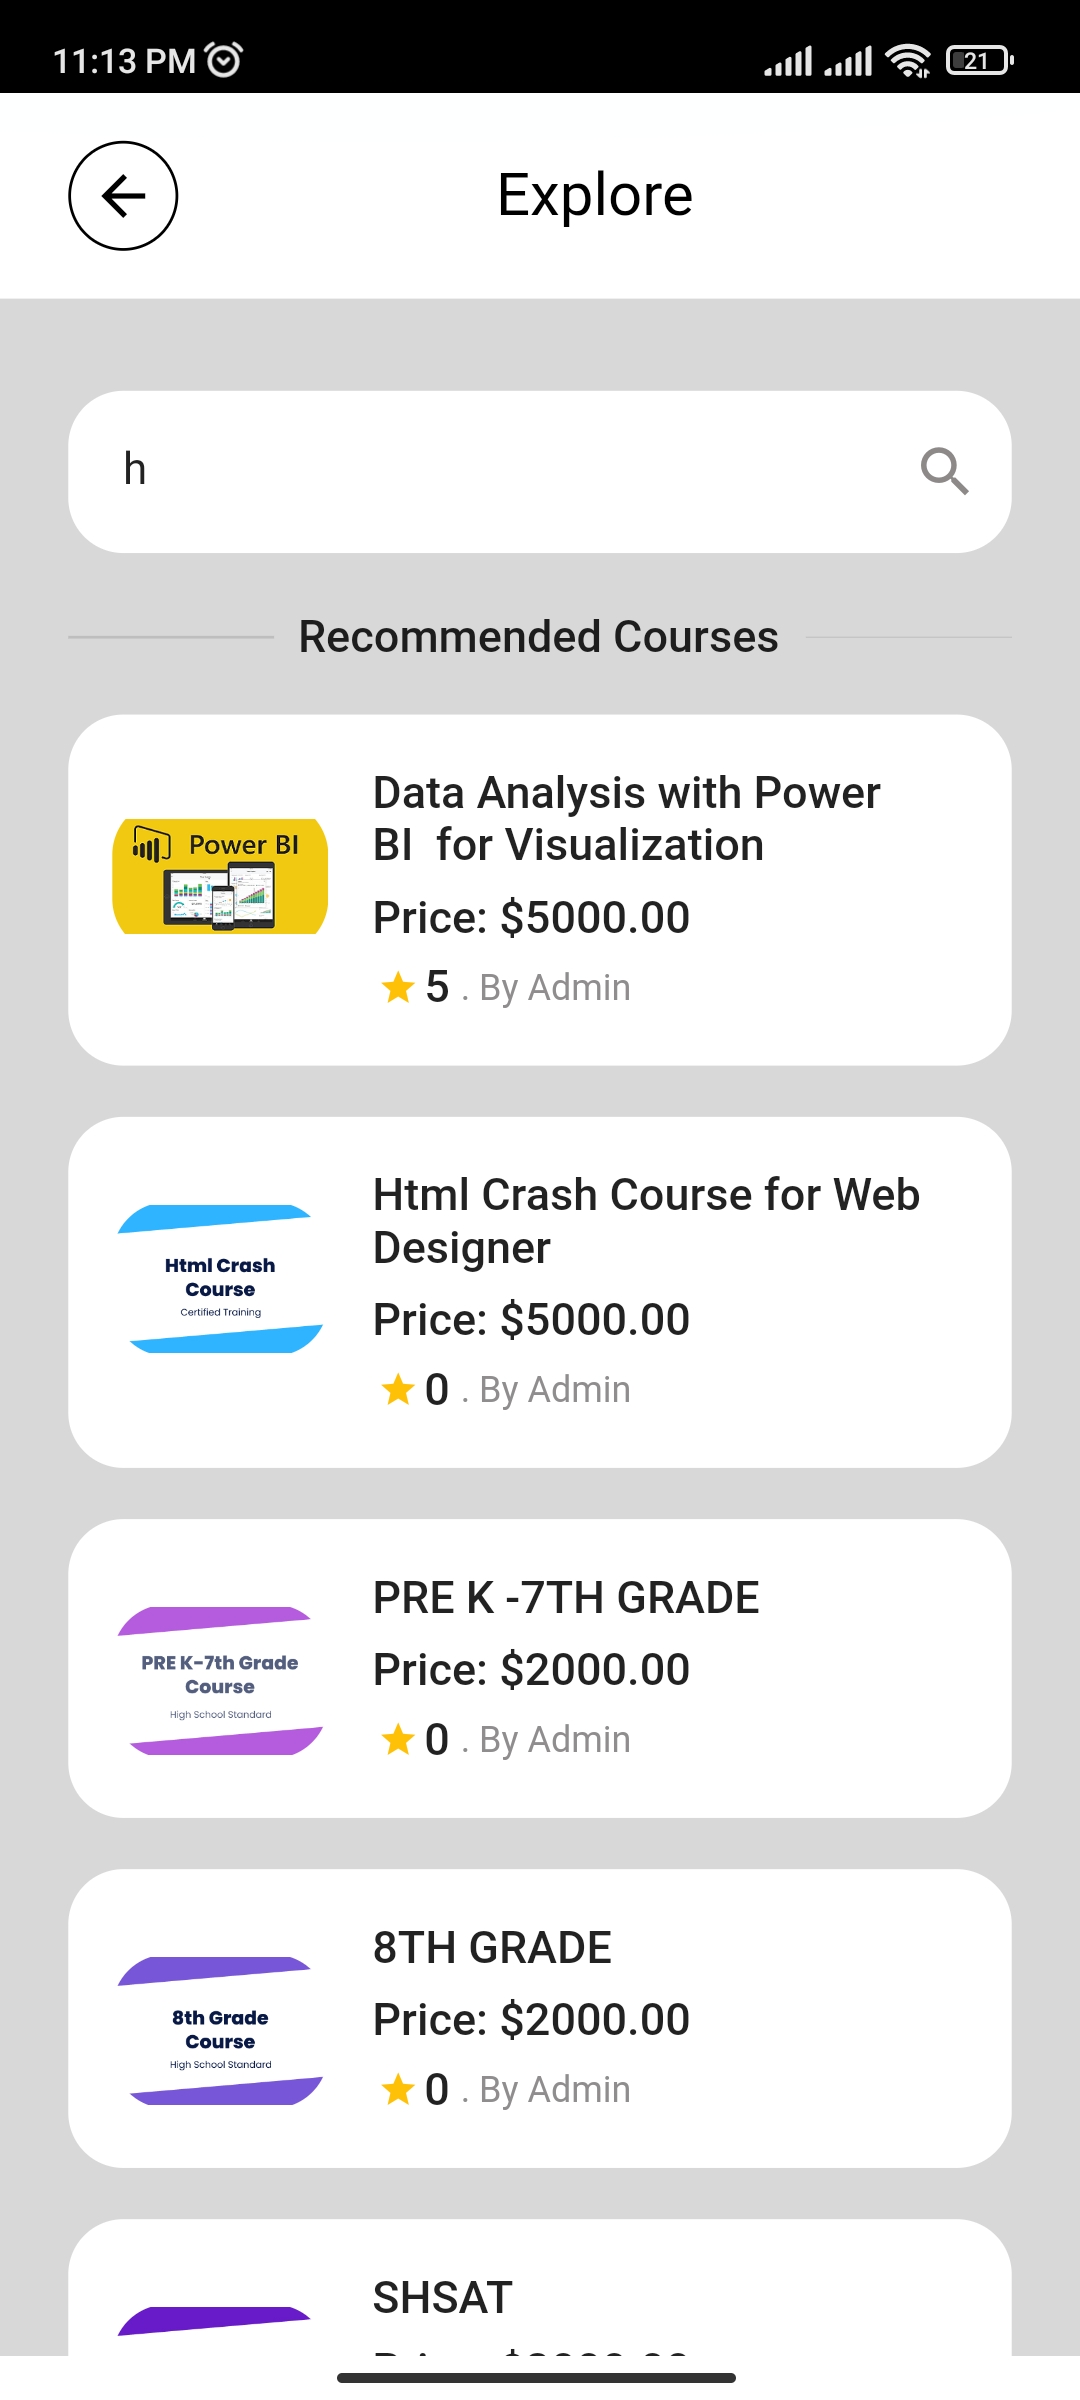 11:13 PM
21
Explore
h
Recommended Courses
Power BI
Data Analysis with Power
BI  for Visualization
Price: $5000.00
5 . By Admin
Html Crash
Course
Certified Training
Html Crash Course for Web
Designer
Price: $5000.00
0 . By Admin
PRE K-7th Grade
Course
High School Standard
PRE K -7TH GRADE
Price: $2000.00
0 . By Admin
8th Grade
Course
High School Standard
8TH GRADE
Price: $2000.00
0 . By Admin
SHSAT